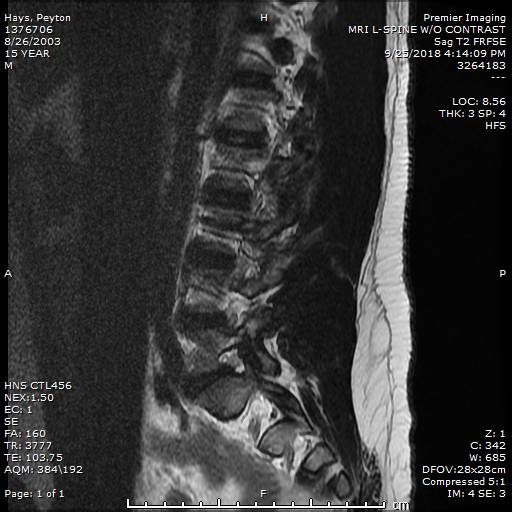 Hays, Peyton
1376706
8/26/2003
15 YEAR
M
H
Premier Imaging
MRI L-SPINE W/O CONTRAST
Sag T2 FRFSE
9/25/2018 4:14:09 PM
3264183
---
LOC: 8.56
THK: 3 SP: 4
HFS
A
P
HNS CTL456
NEX:1.50
EC: 1
SE
FA: 160
TR: 3777
TE: 103.75
AQM: 384\192
Page: 1 of 1
F
cm
Z: 1
C: 342
W: 685
DFOV:28x28cm
Compressed 5:1
IM: 4 SE: 3